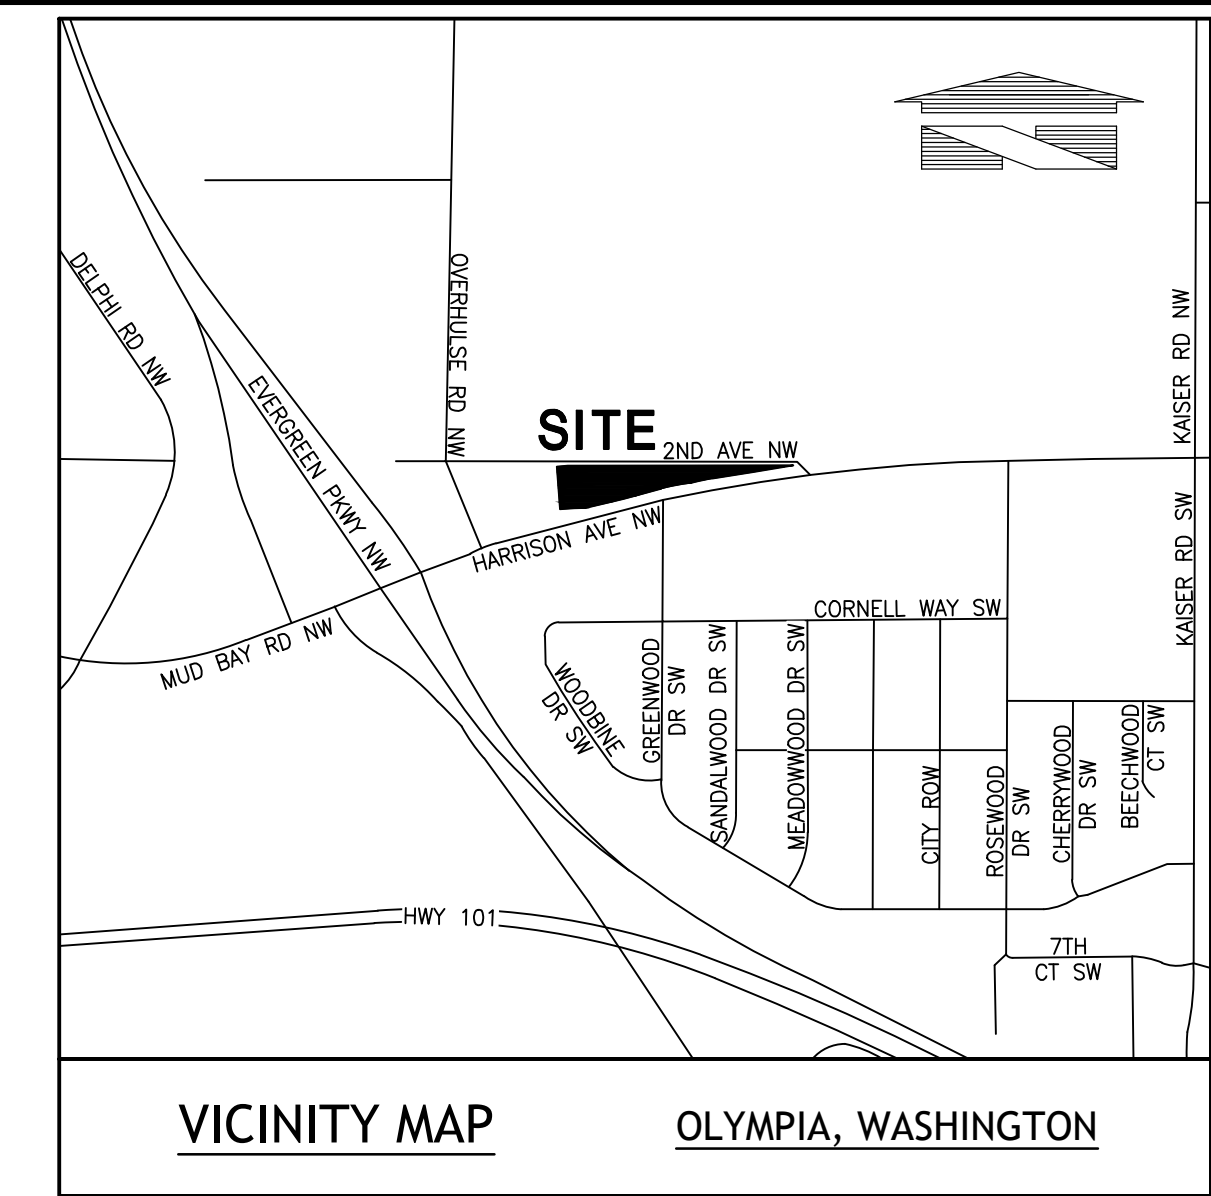 DELPHI RD NW
OVERHULSE RD NW
KAISER RD NW
EVERGREEN PKWY NW
SITE
2ND AVE NW
HARRISON AVE NW
KAISER RD SW
MUD BAY RD NW
CORNELL WAY SW
WOODBINE
DR SW
GREENWOOD
DR SW
SANDALWOOD DR SW
MEADOWWOOD DR SW
CITY ROW
ROSEWOOD
DR SW
CHERRYWOOD
DR SW
BEECHWOOD
CT SW
HWY 101
7TH
CT SW
VICINITY MAP
OLYMPIA, WASHINGTON